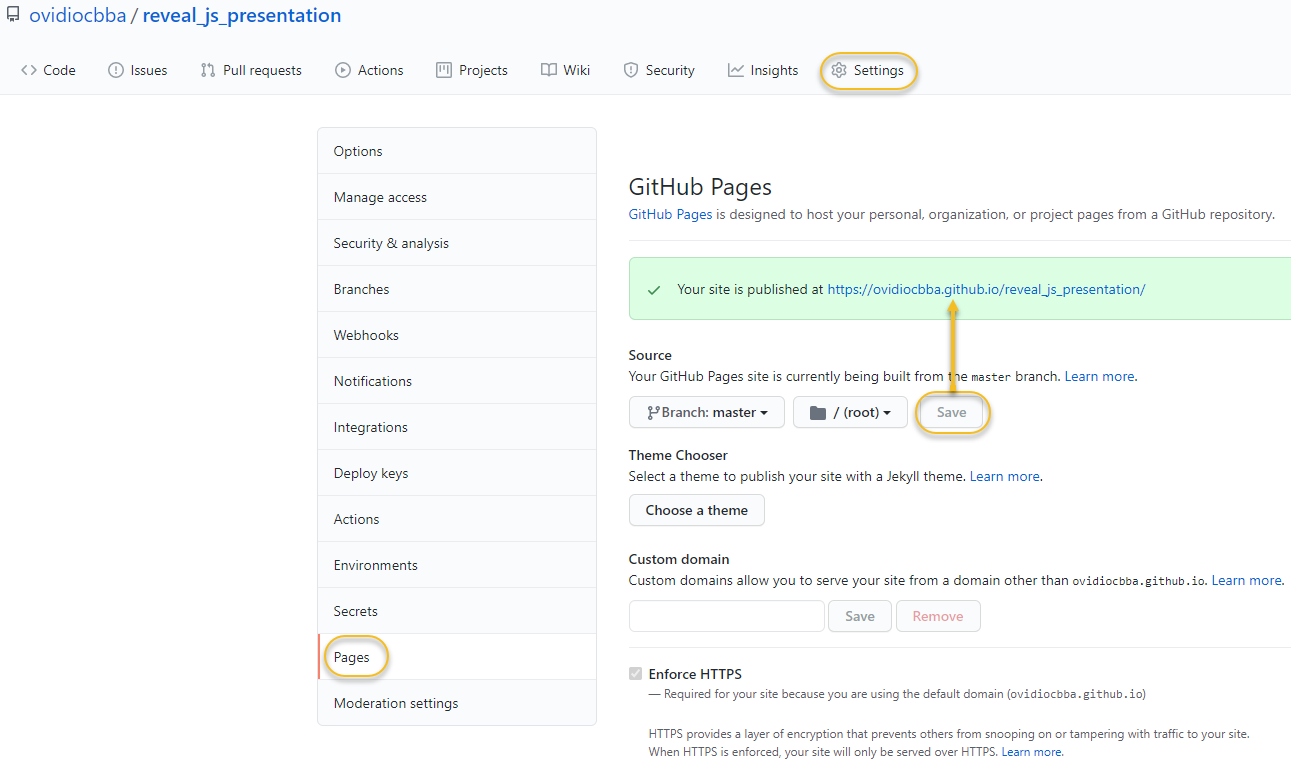 ovidiocbba / reveal_js_presentation
Code Issues Pull requests Actions Projects Wiki Security Insights Settings
Options
Manage access
Security & analysis
Branches
Webhooks
Notifications
Integrations
Deploy keys
Actions
Environments
Secrets
Pages
Moderation settings
GitHub Pages
GitHub Pages is designed to host your personal, organization, or project pages from a GitHub repository.
Your site is published at https://ovidiocbba.github.io/reveal_js_presentation/
Source
Your GitHub Pages site is currently being built from the master branch. Learn more.
Branch: master / (root) Save
Theme Chooser
Select a theme to publish your site with a Jekyll theme. Learn more.
Choose a theme
Custom domain
Custom domains allow you to serve your site from a domain other than ovidiocbba.github.io. Learn more.
Save Remove
Enforce HTTPS
— Required for your site because you are using the default domain (ovidiocbba.github.io)
HTTPS provides a layer of encryption that prevents others from snooping on or tampering with traffic to your site.
When HTTPS is enforced, your site will only be served over HTTPS. Learn more.